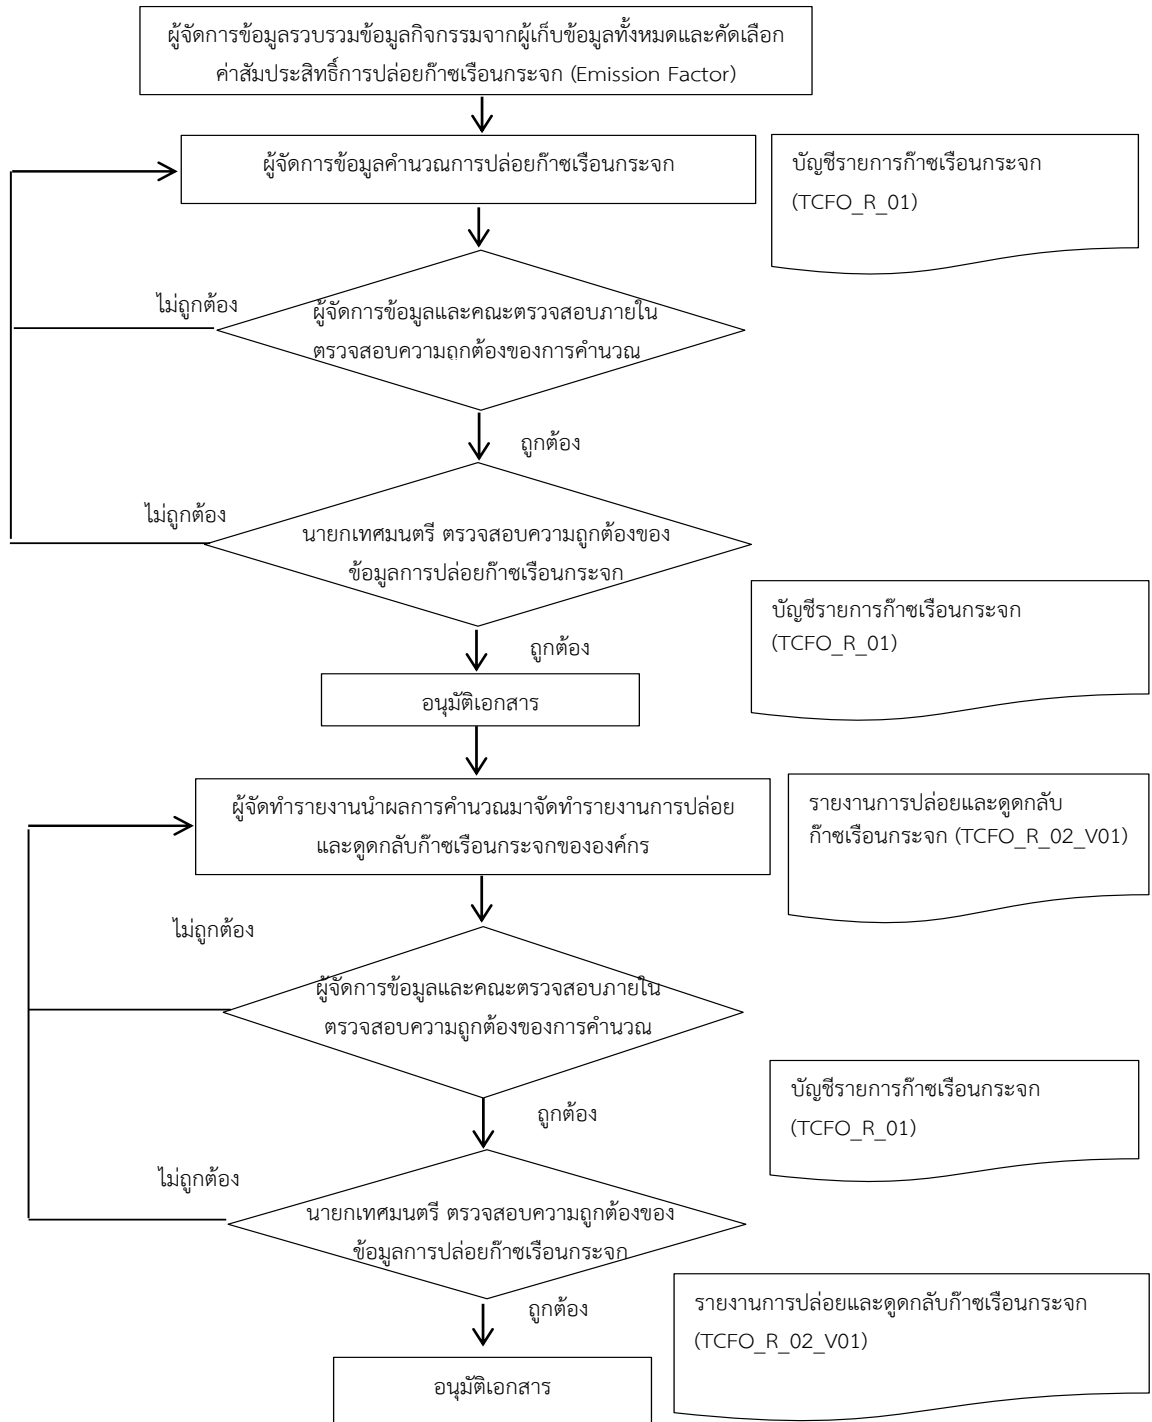 ผู้จัดการข้อมูลรวบรวมข้อมูลกิจกรรมจากผู้เก็บข้อมูลทั้งหมดและคัดเลือก
ค่าสัมประสิทธิ์การปล่อยก๊าซเรือนกระจก (Emission Factor)
ผู้จัดการข้อมูลคำนวณการปล่อยก๊าซเรือนกระจก
บัญชีรายการก๊าซเรือนกระจก
(TCFO_R_01)
ไม่ถูกต้อง
ผู้จัดการข้อมูลและคณะตรวจสอบภายใน
ตรวจสอบความถูกต้องของการคำนวณ
ถูกต้อง
ไม่ถูกต้อง
นายกเทศมนตรี ตรวจสอบความถูกต้องของ
ข้อมูลการปล่อยก๊าซเรือนกระจก
บัญชีรายการก๊าซเรือนกระจก
(TCFO_R_01)
ถูกต้อง
อนุมัติเอกสาร
ผู้จัดทำรายงานนำผลการคำนวณมาจัดทำรายงานการปล่อย
และดูดกลับก๊าซเรือนกระจกขององค์กร
รายงานการปล่อยและดูดกลับ
ก๊าซเรือนกระจก (TCFO_R_02_V01)
ไม่ถูกต้อง
ผู้จัดการข้อมูลและคณะตรวจสอบภายใน
ตรวจสอบความถูกต้องของการคำนวณ
บัญชีรายการก๊าซเรือนกระจก
(TCFO_R_01)
ถูกต้อง
ไม่ถูกต้อง
นายกเทศมนตรี ตรวจสอบความถูกต้องของ
ข้อมูลการปล่อยก๊าซเรือนกระจก
ถูกต้อง
รายงานการปล่อยและดูดกลับก๊าซเรือนกระจก
(TCFO_R_02_V01)
อนุมัติเอกสาร